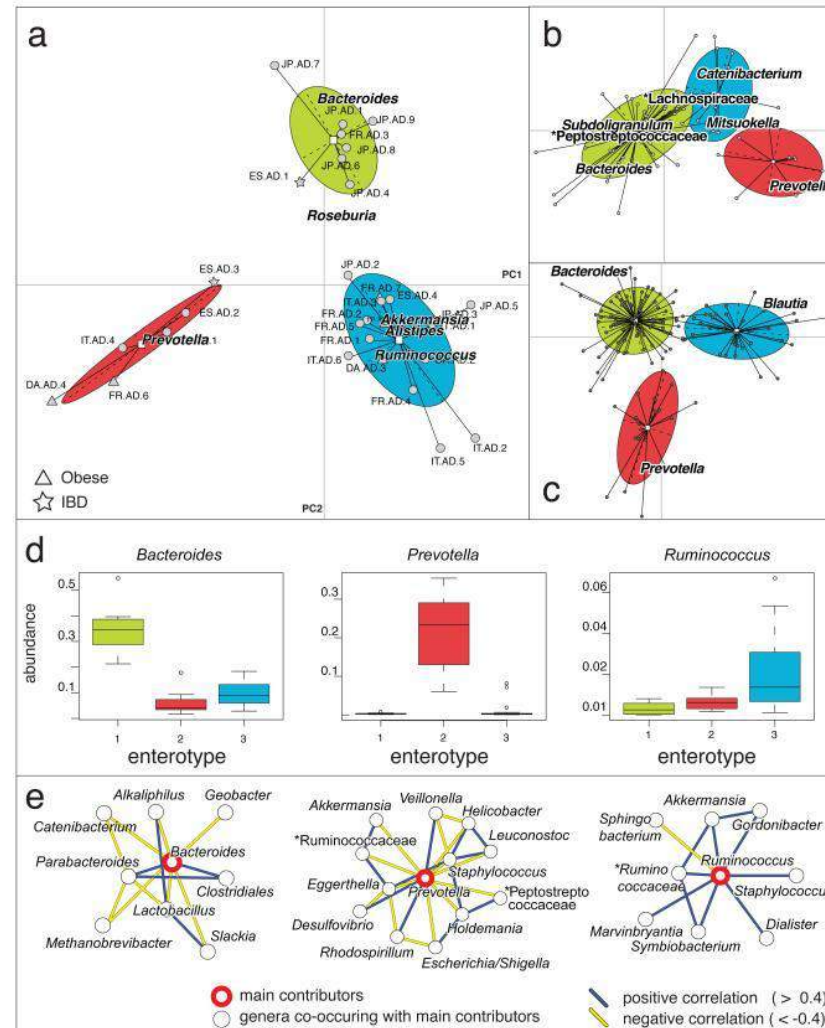 a
JP.AD.7
Bacteroides
JP.AD.1
JP.AD.9
FR.AD.3
JP.AD.8
JP.AD.6
ES.AD.1
JP.AD.4
Roseburia
PC1
ES.AD.3
ES.AD.2
IT.AD.4
Prevotella
DA.AD.4
FR.AD.6
JP.AD.2
FR.AD.7
IT.AD.3
ES.AD.4
JP.AD.5
FR.AD.2
Akkermansia
FR.AD.5
Alistipes
IT.AD.1
FR.AD.1
Ruminococcus
IT.AD.6
DA.AD.3
FR.AD.4
IT.AD.2
IT.AD.5
Obese
IBD
PC2
b
Catenibacterium
*Lachnospiraceae
Subdoligranulum
Mitsuokella
*Peptostreptococcaceae
Bacteroides
Prevotell
Bacteroides
Blautia
Prevotella
c
d
Bacteroides
Prevotella
Ruminococcus
abundance
0.5
0.3
0.1
1
2
3
enterotype
0.3
0.2
0.1
1
2
3
enterotype
0.06
0.04
0.02
0.01
1
2
3
enterotype
e
Alkaliphilus
Geobacter
Catenibacterium
Bacteroides
Parabacteroides
Clostridiales
Lactobacillus
Methanobrevibacter
Slackia
Akkermansia
Veillonella
Helicobacter
*Ruminococcaceae
Leuconostoc
Staphylococcus
Eggerthella
Prevotella
*Peptostrepto
coccaceae
Desulfovibrio
Holdemania
Rhodospirillum
Escherichia/Shigella
Akkermansia
Sphingo
bacterium
Gordonibacter
Ruminococcus
*Rumino
coccaceae
Staphylococcus
Marvinbryantia
Dialister
Symbiobacterium
main contributors
genera co-occuring with main contributors
positive correlation ( > 0.4)
negative correlation ( < -0.4)